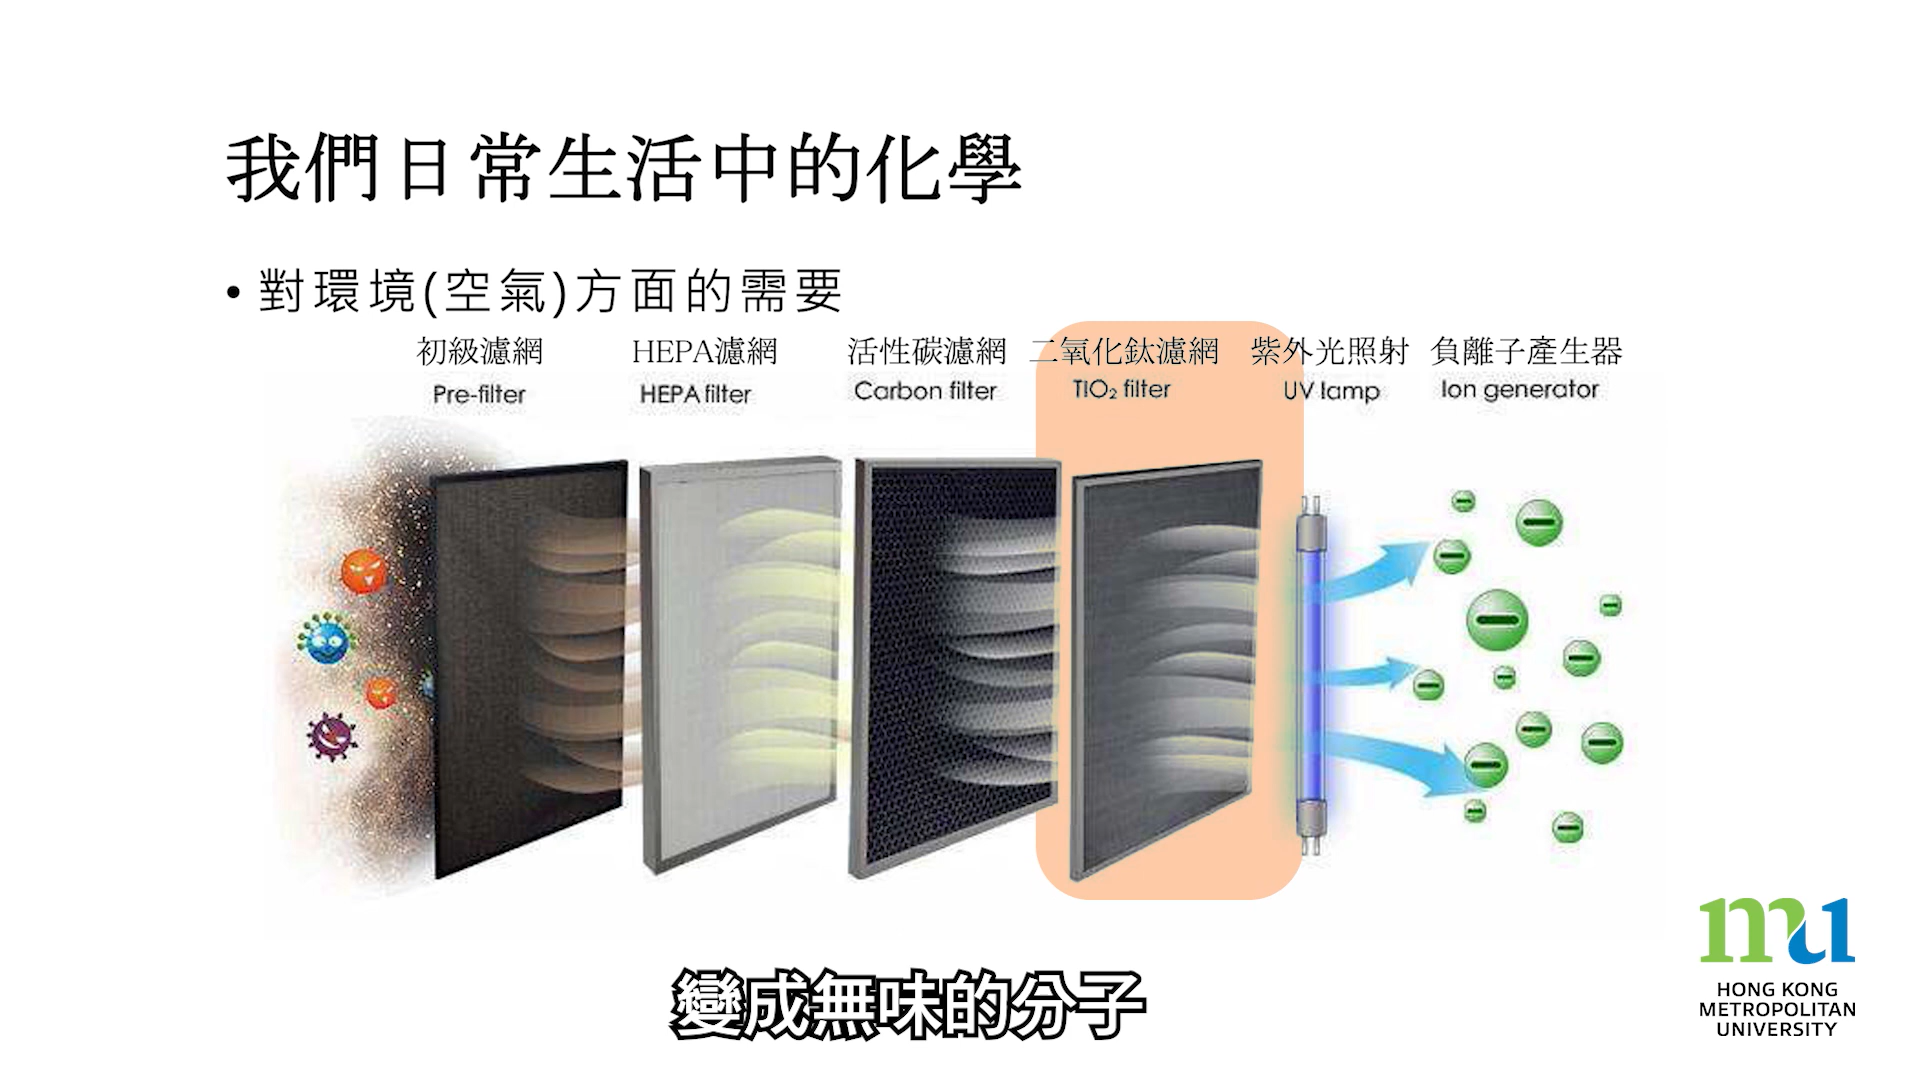 我們日常生活中的化學
• 對環境(空氣)方面的需要
初級濾網 HEPA濾網 活性碳濾網 二氧化鈦濾網 紫外光照射 負離子產生器
Pre-filter HEPA filter Carbon filter TIO₂ filter UV lamp Ion generator
變成無味的分子
mu
HONG KONG
METROPOLITAN
UNIVERSITY